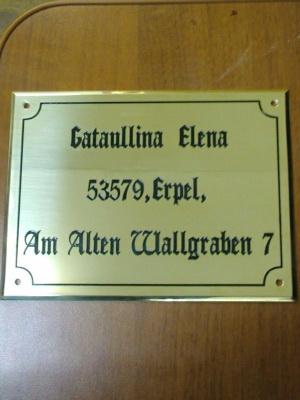 Gataullina Elena
53579,Erpel,
Am Alten Wallgraben 7